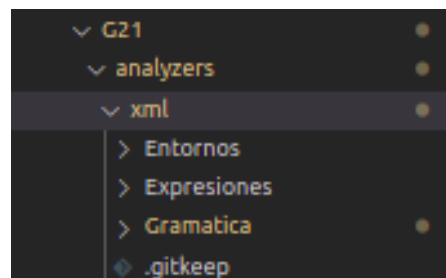 G21
analyzers
xml
Entornos
Expresiones
Gramatica
.gitkeep